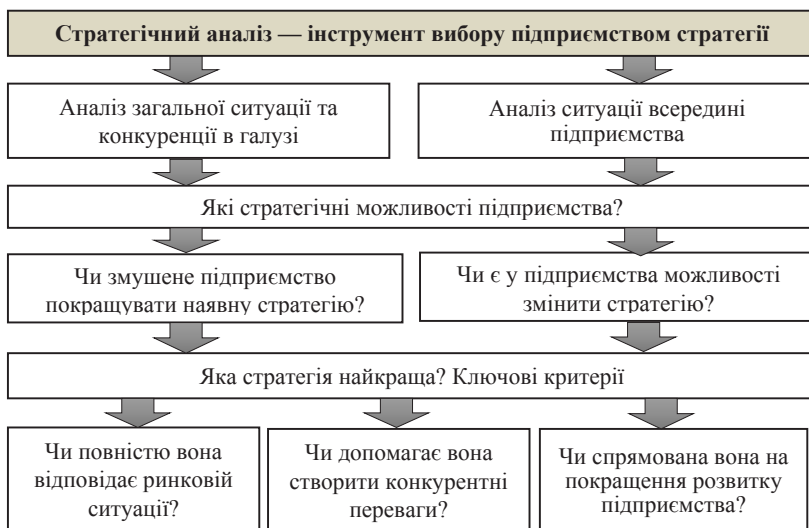 Стратегічний аналіз — інструмент вибору підприємством стратегії
Аналіз загальної ситуації та
конкуренції в галузі
Аналіз ситуації всередині
підприємства
Які стратегічні можливості підприємства?
Чи змушене підприємство
покращувати наявну стратегію?
Чи є у підприємства можливості
змінити стратегію?
Яка стратегія найкраща? Ключові критерії
Чи повністю вона
відповідає ринковій
ситуації?
Чи допомагає вона
створити конкурентні
переваги?
Чи спрямована вона на
покращення розвитку
підприємства?